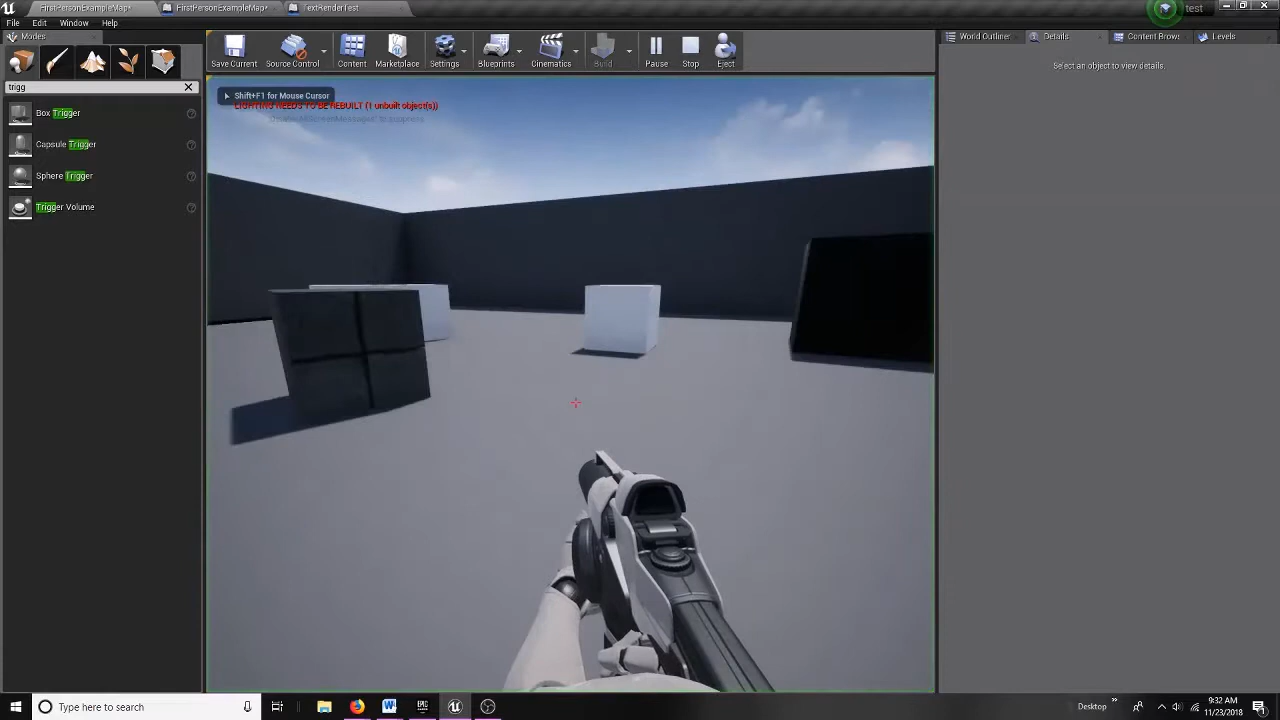 FirstPersonExampleMap*
FirstPersonExampleMap*
TextRenderTest
test
File Edit Window Help
Modes
World Outliner
Details
Content Brows
Levels
Save Current
Source Control
Content
Marketplace
Settings
Blueprints
Cinematics
Build
Pause
Stop
Eject
Select an object to view details.
trigg
Shift+F1 for Mouse Cursor
LIGHTING NEEDS TO BE REBUILT (1 unbuilt object(s))
'DisableAllScreenMessages' to suppress
Box Trigger
Capsule Trigger
Sphere Trigger
Trigger Volume
Type here to search
Desktop
9:32 AM
11/23/2018